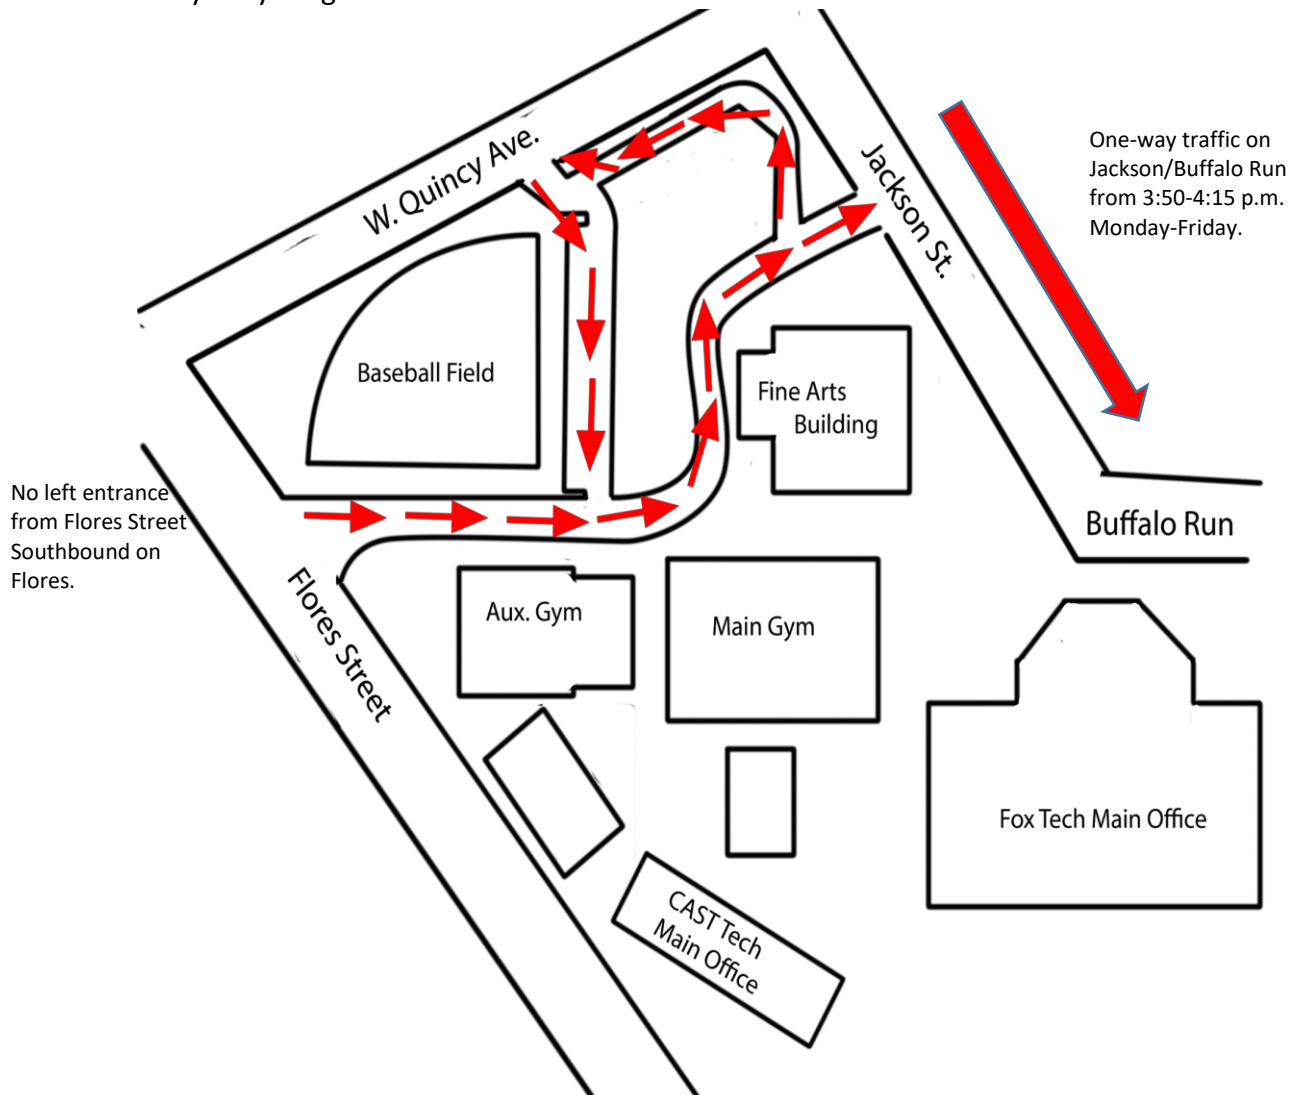 W. Quincy Ave.
Jackson St.
One-way traffic on
Jackson/Buffalo Run
from 3:50-4:15 p.m.
Monday-Friday.
Baseball Field
Fine Arts
Building
No left entrance
from Flores Street
Southbound on
Flores.
Buffalo Run
Flores Street
Aux. Gym
Main Gym
Fox Tech Main Office
CAST Tech
Main Office